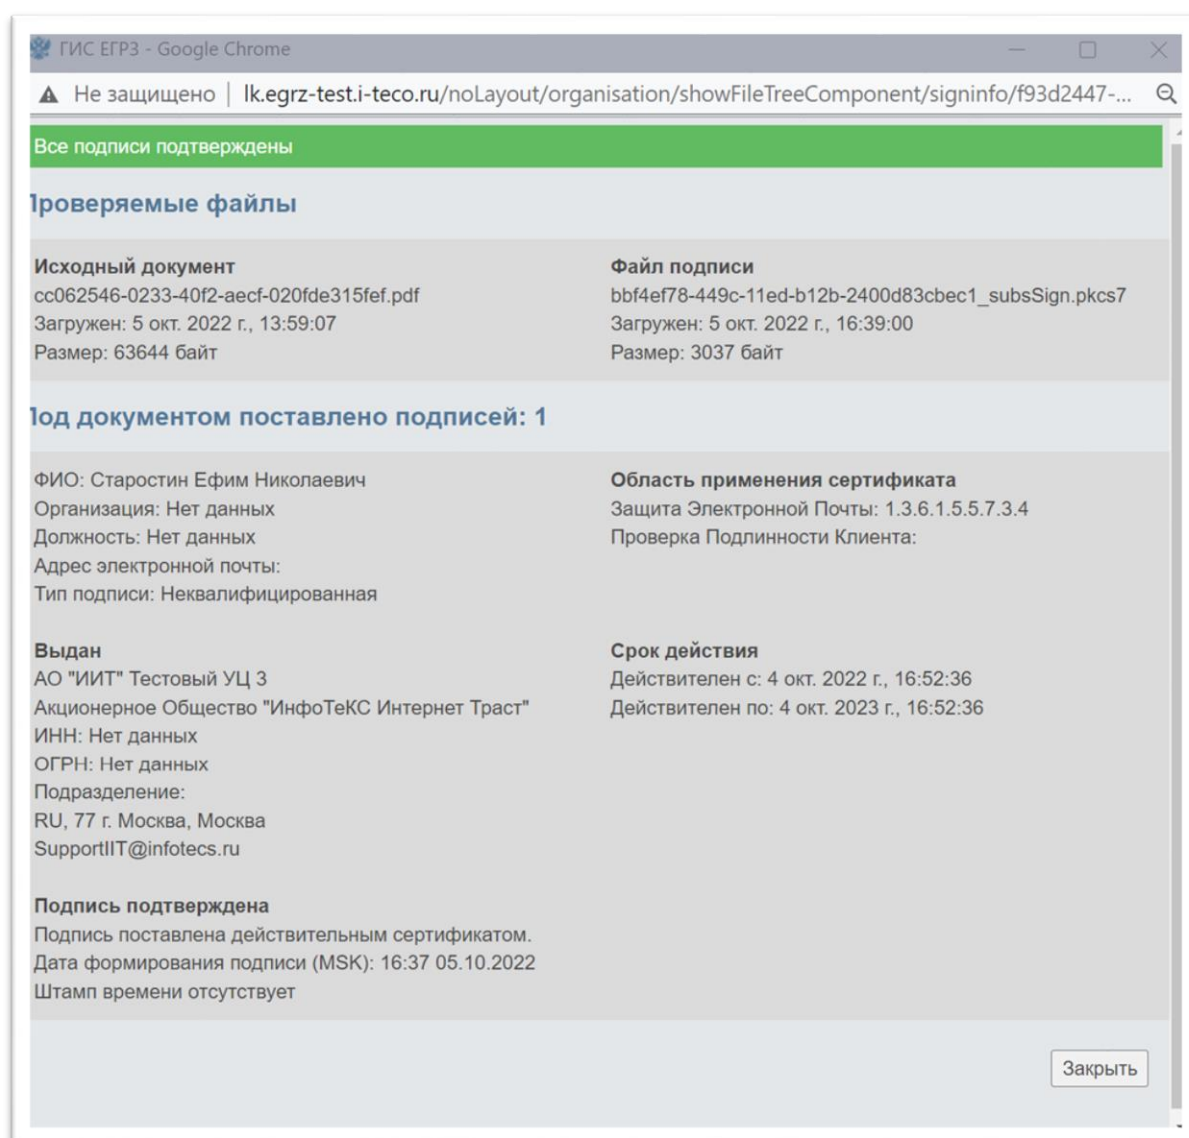 ГИС ЕГРЗ - Google Chrome
Не защищено | lk.egrz-test.i-teco.ru/noLayout/organisation/showFileTreeComponent/signinfo/f93d2447-...
Все подписи подтверждены
Проверяемые файлы
Исходный документ
cc062546-0233-40f2-aecf-020fde315fef.pdf
Загружен: 5 окт. 2022 г., 13:59:07
Размер: 63644 байт
Файл подписи
bbf4ef78-449c-11ed-b12b-2400d83cbec1_subsSign.pkcs7
Загружен: 5 окт. 2022 г., 16:39:00
Размер: 3037 байт
Под документом поставлено подписей: 1
ФИО: Старостин Ефим Николаевич
Организация: Нет данных
Должность: Нет данных
Адрес электронной почты:
Тип подписи: Неквалифицированная
Область применения сертификата
Защита Электронной Почты: 1.3.6.1.5.5.7.3.4
Проверка Подлинности Клиента:
Выдан
АО "ИИТ" Тестовый УЦ 3
Акционерное Общество "ИнфоТеКС Интернет Траст"
ИНН: Нет данных
ОГРН: Нет данных
Подразделение:
RU, 77 г. Москва, Москва
SupportIIT@infotecs.ru
Срок действия
Действителен с: 4 окт. 2022 г., 16:52:36
Действителен по: 4 окт. 2023 г., 16:52:36
Подпись подтверждена
Подпись поставлена действительным сертификатом.
Дата формирования подписи (MSK): 16:37 05.10.2022
Штамп времени отсутствует
Закрыть